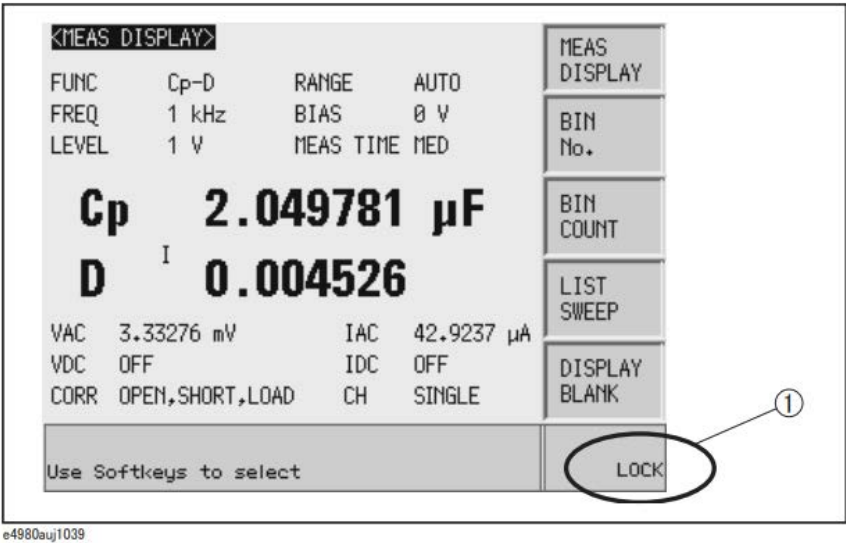 <MEAS DISPLAY>
FUNC Cp-D RANGE AUTO
FREQ 1 kHz BIAS 0 V
LEVEL 1 V MEAS TIME MED
Cp 2.049781 μF
D 0.004526
VAC 3.33276 mV IAC 42.9237 μA
VDC OFF IDC OFF
CORR OPEN,SHORT,LOAD CH SINGLE
MEAS
DISPLAY
BIN
No.
BIN
COUNT
LIST
SWEEP
DISPLAY
BLANK
①
Use Softkeys to select
LOCK
e4980auj1039